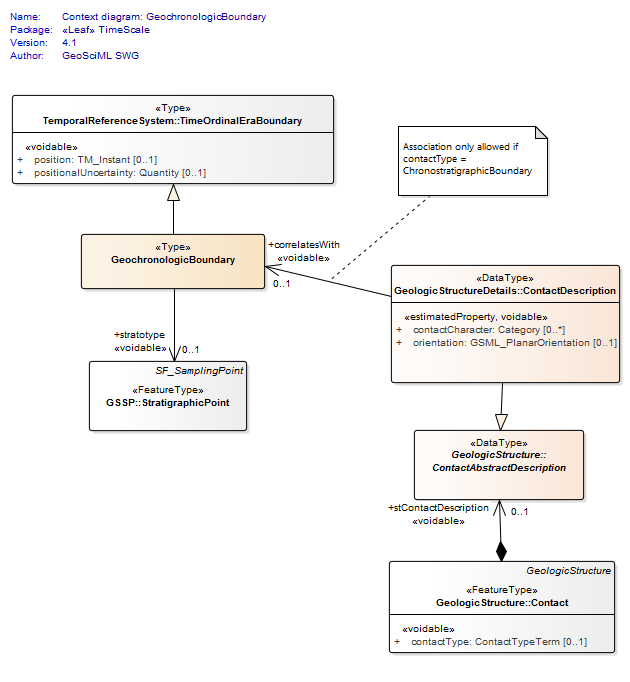 Name: Context diagram: GeochronologicBoundary
Package: «Leaf» TimeScale
Version: 4.1
Author: GeoSciML SWG
«Type»
TemporalReferenceSystem::TimeOrdinalEraBoundary
«voidable»
+ position: TM_Instant [0..1]
+ positionalUncertainty: Quantity [0..1]
Association only allowed if
contactType =
ChronostratigraphicBoundary
«Type»
GeochronologicBoundary
+correlatesWith
«voidable»
0..1
«DataType»
GeologicStructureDetails::ContactDescription
«estimatedProperty, voidable»
+ contactCharacter: Category [0..*]
+ orientation: GSML_PlanarOrientation [0..1]
+stratotype
«voidable»
0..1
SF_SamplingPoint
«FeatureType»
GSSP::StratigraphicPoint
«DataType»
GeologicStructure::
ContactAbstractDescription
+stContactDescription
«voidable»
0..1
GeologicStructure
«FeatureType»
GeologicStructure::Contact
«voidable»
+ contactType: ContactTypeTerm [0..1]